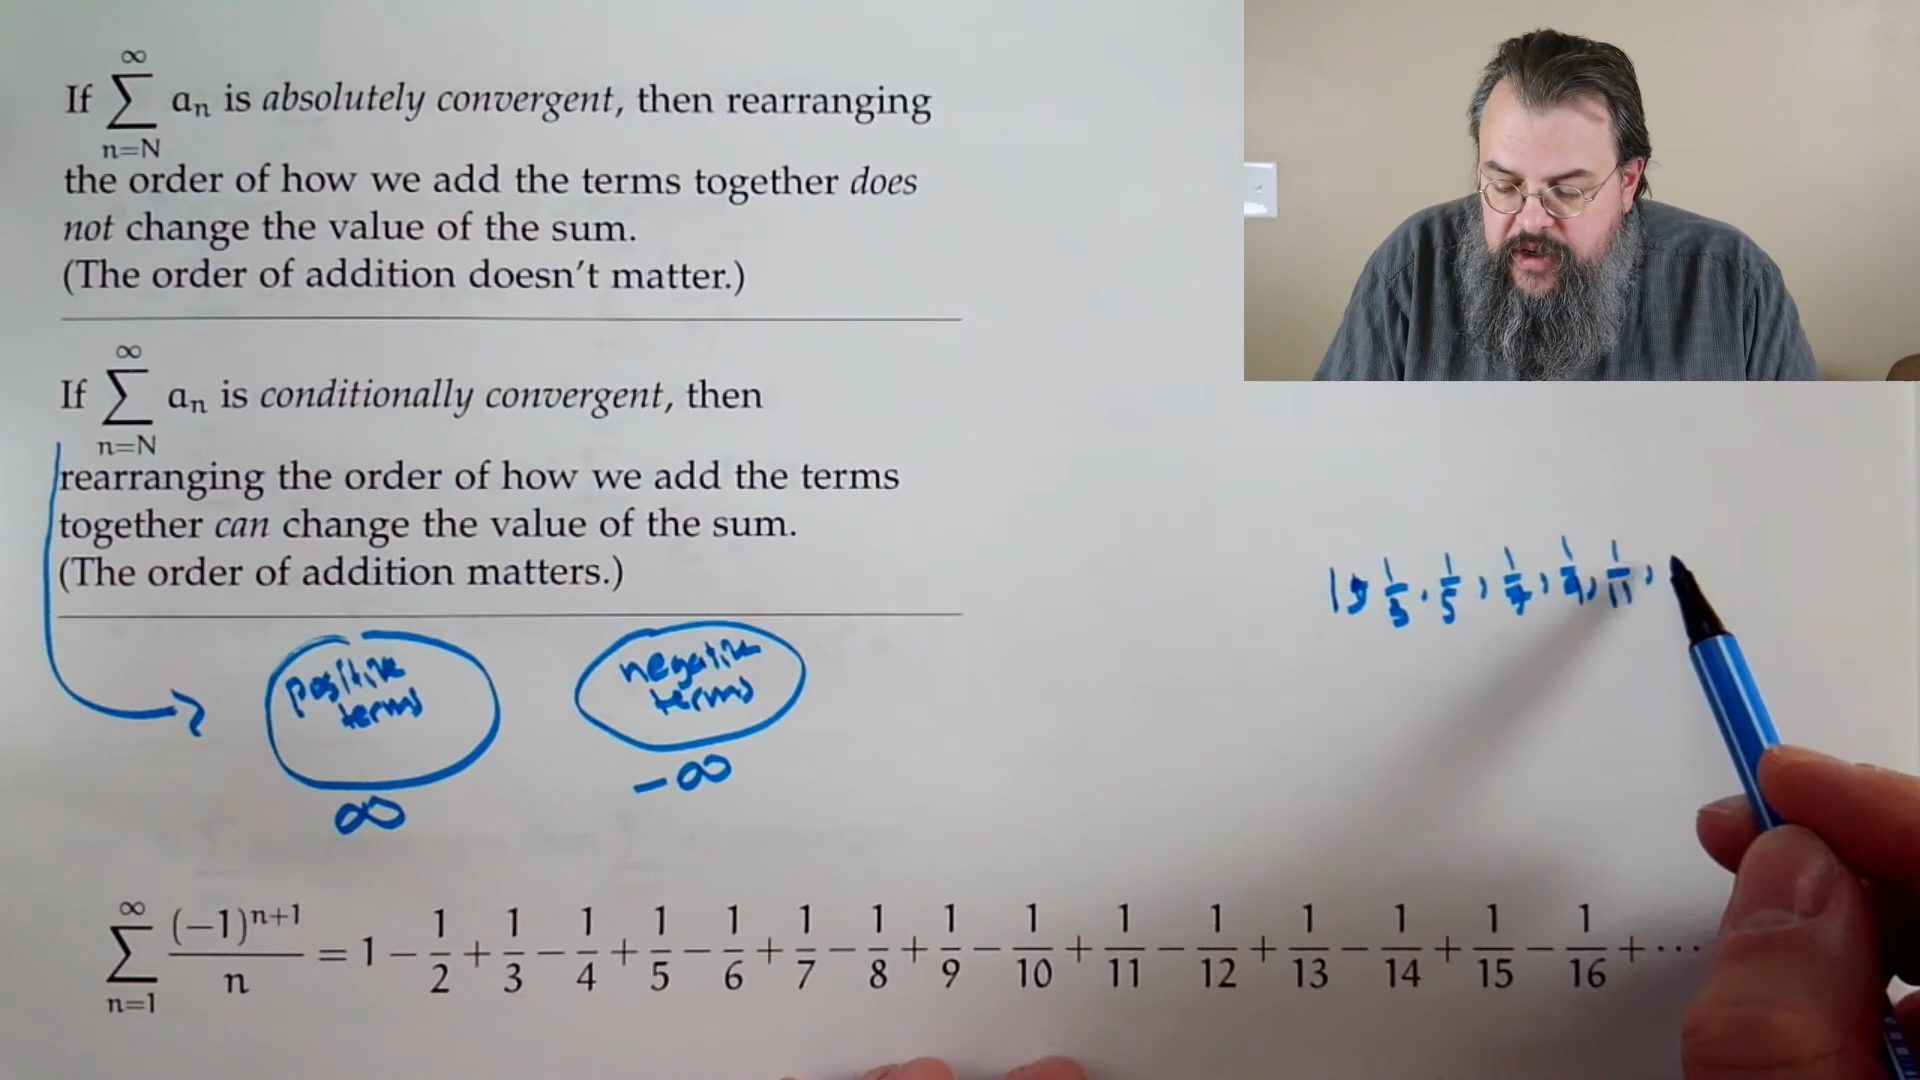 ∞
If ∑ aₙ is absolutely convergent, then rearranging
n=N
the order of how we add the terms together does
not change the value of the sum.
(The order of addition doesn't matter.)
∞
If ∑ aₙ is conditionally convergent, then
n=N
rearranging the order of how we add the terms
together can change the value of the sum.
(The order of addition matters.)
positive
terms
∞
negative
terms
-∞
1, 1/3, 1/5, 1/7, 1/9, 1/11,
∞
∑ (-1)ⁿ⁺¹/n = 1 - 1/2 + 1/3 - 1/4 + 1/5 - 1/6 + 1/7 - 1/8 + 1/9 - 1/10 + 1/11 - 1/12 + 1/13 - 1/14 + 1/15 - 1/16 + ⋯
n=1